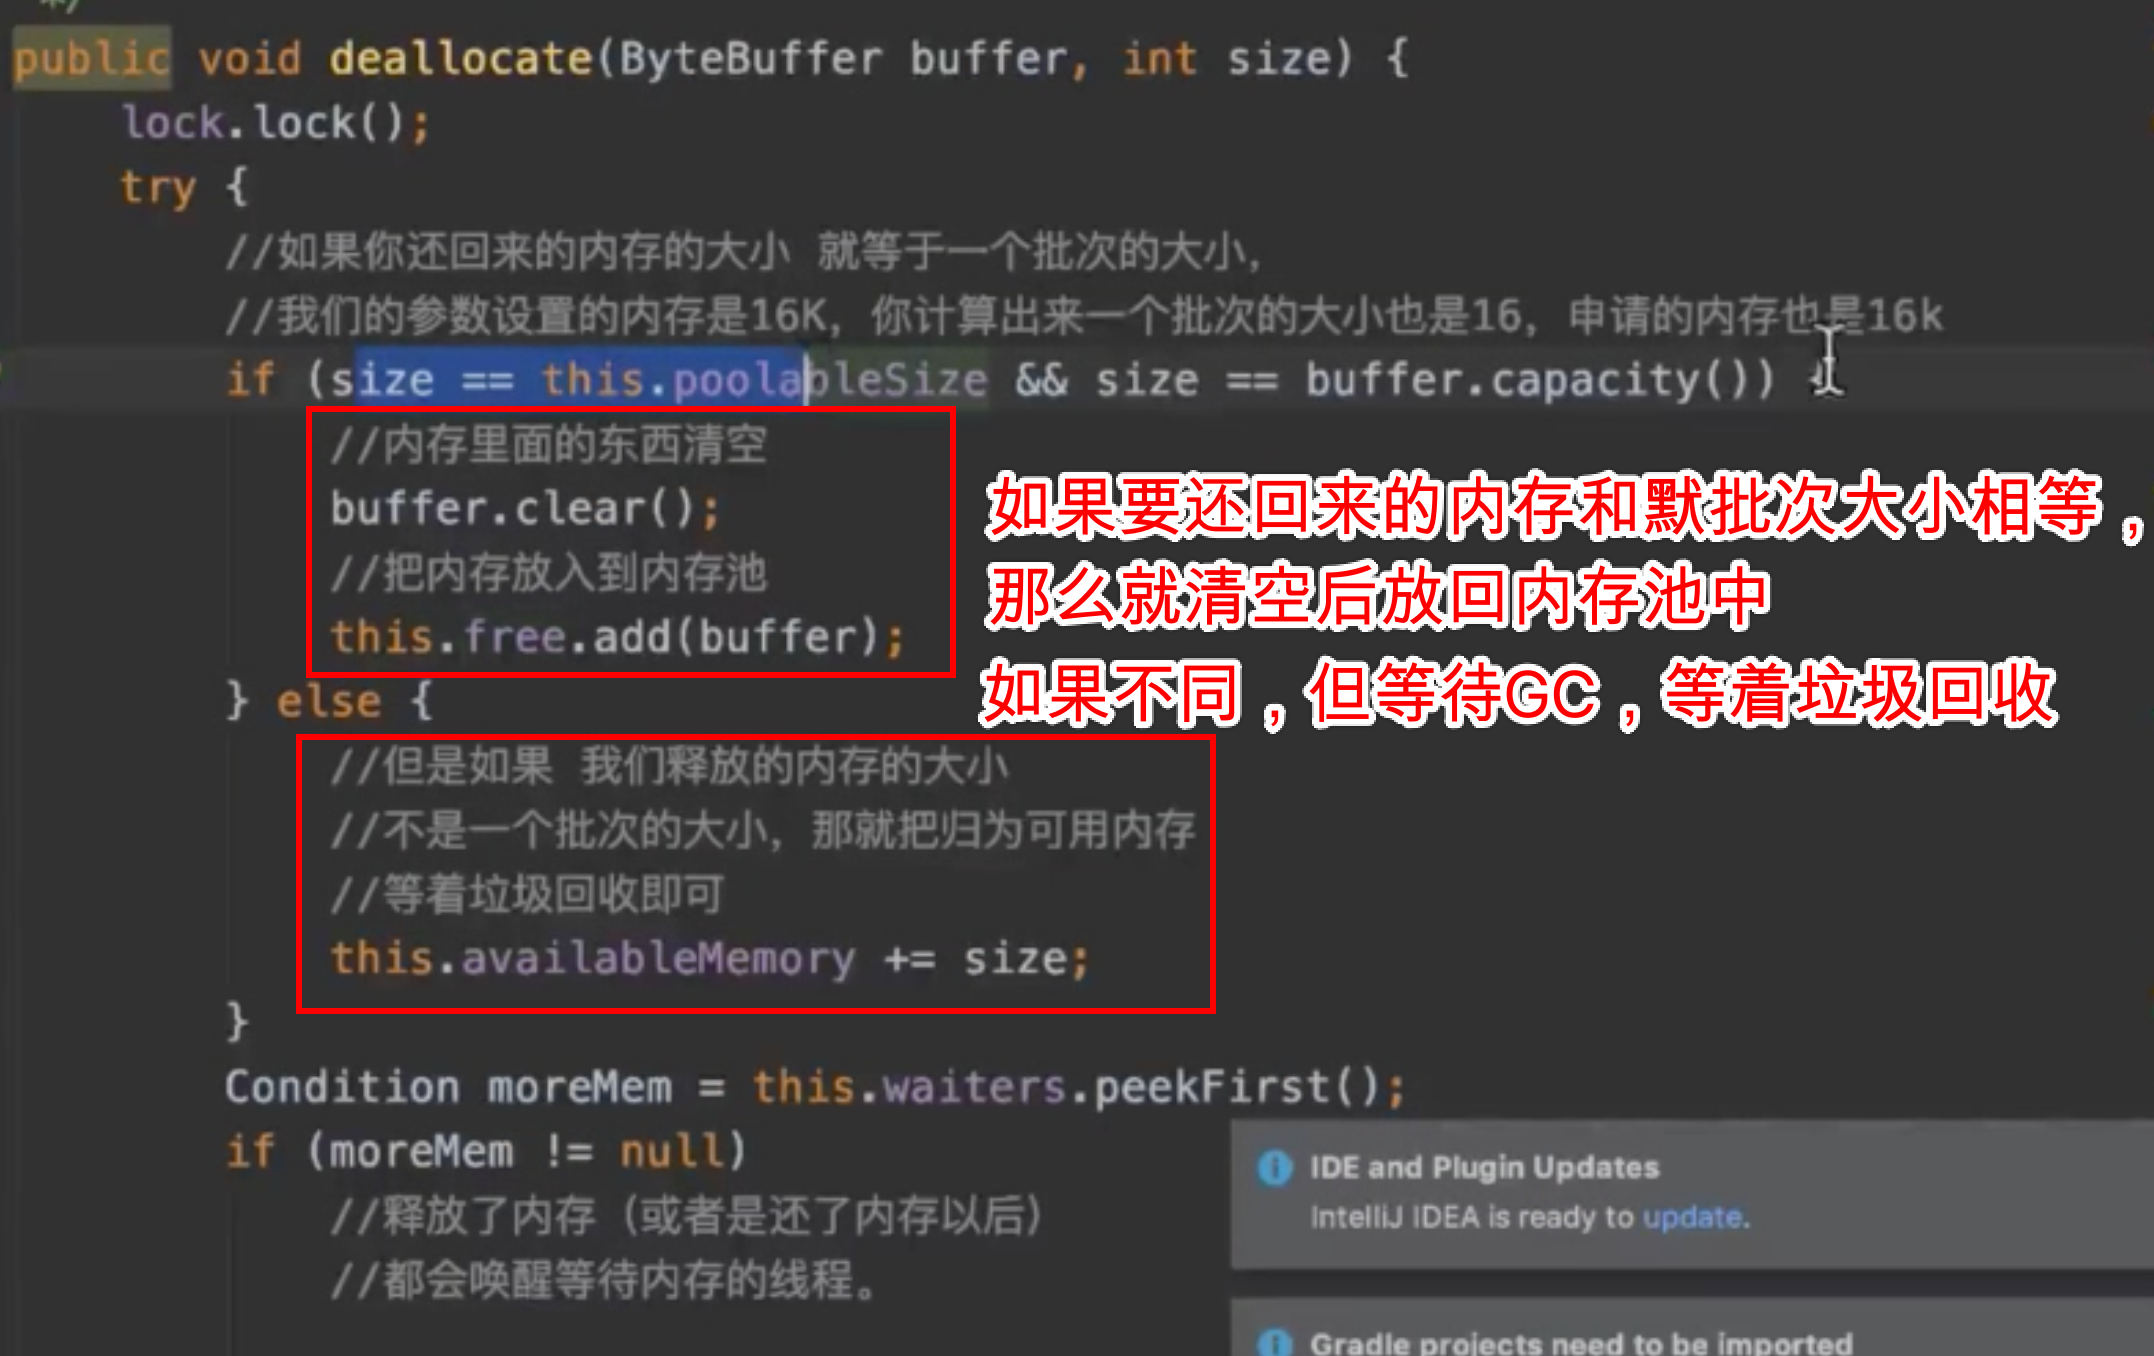 */
public void deallocate(ByteBuffer buffer, int size) {
lock.lock();
try {
//如果你还回来的内存的大小 就等于一个批次的大小,
//我们的参数设置的内存是16K, 你计算出来一个批次的大小也是16, 申请的内存也是16k
if (size == this.poolableSize && size == buffer.capacity()) {
//内存里面的东西清空
buffer.clear();
//把内存放入到内存池
this.free.add(buffer);
如果要还回来的内存和默批次大小相等，
那么就清空后放回内存池中
如果不同，但等待GC，等着垃圾回收
} else {
//但是如果 我们释放的内存的大小
//不是一个批次的大小, 那就把归为可用内存
//等着垃圾回收即可
this.availableMemory += size;
}
Condition moreMem = this.waiters.peekFirst();
if (moreMem != null)
//释放了内存（或者是还了内存以后）
//都会唤醒等待内存的线程。
IDE and Plugin Updates
IntelliJ IDEA is ready to update.
Gradle projects need to be imported